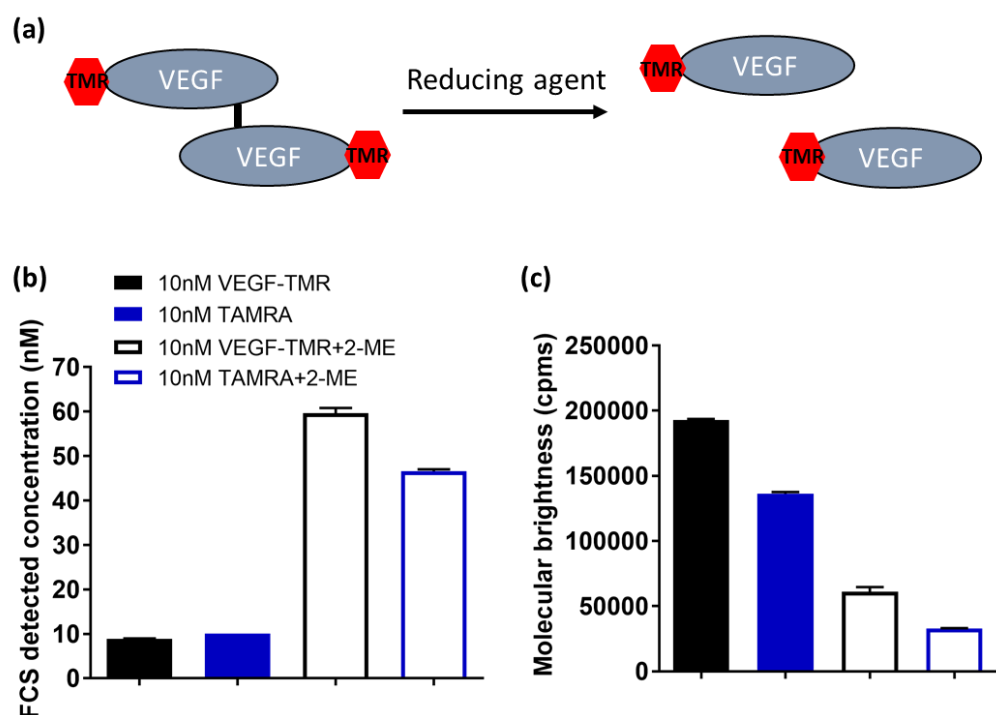 (a)
TMR
VEGF
VEGF
TMR
Reducing agent
TMR
VEGF
TMR
VEGF
(b)
10nM VEGF-TMR
10nM TAMRA
10nM VEGF-TMR+2-ME
10nM TAMRA+2-ME
FCS detected concentration (nM)
70
60
50
40
30
20
10
0
(c)
Molecular brightness (cpms)
250000
200000
150000
100000
50000
0